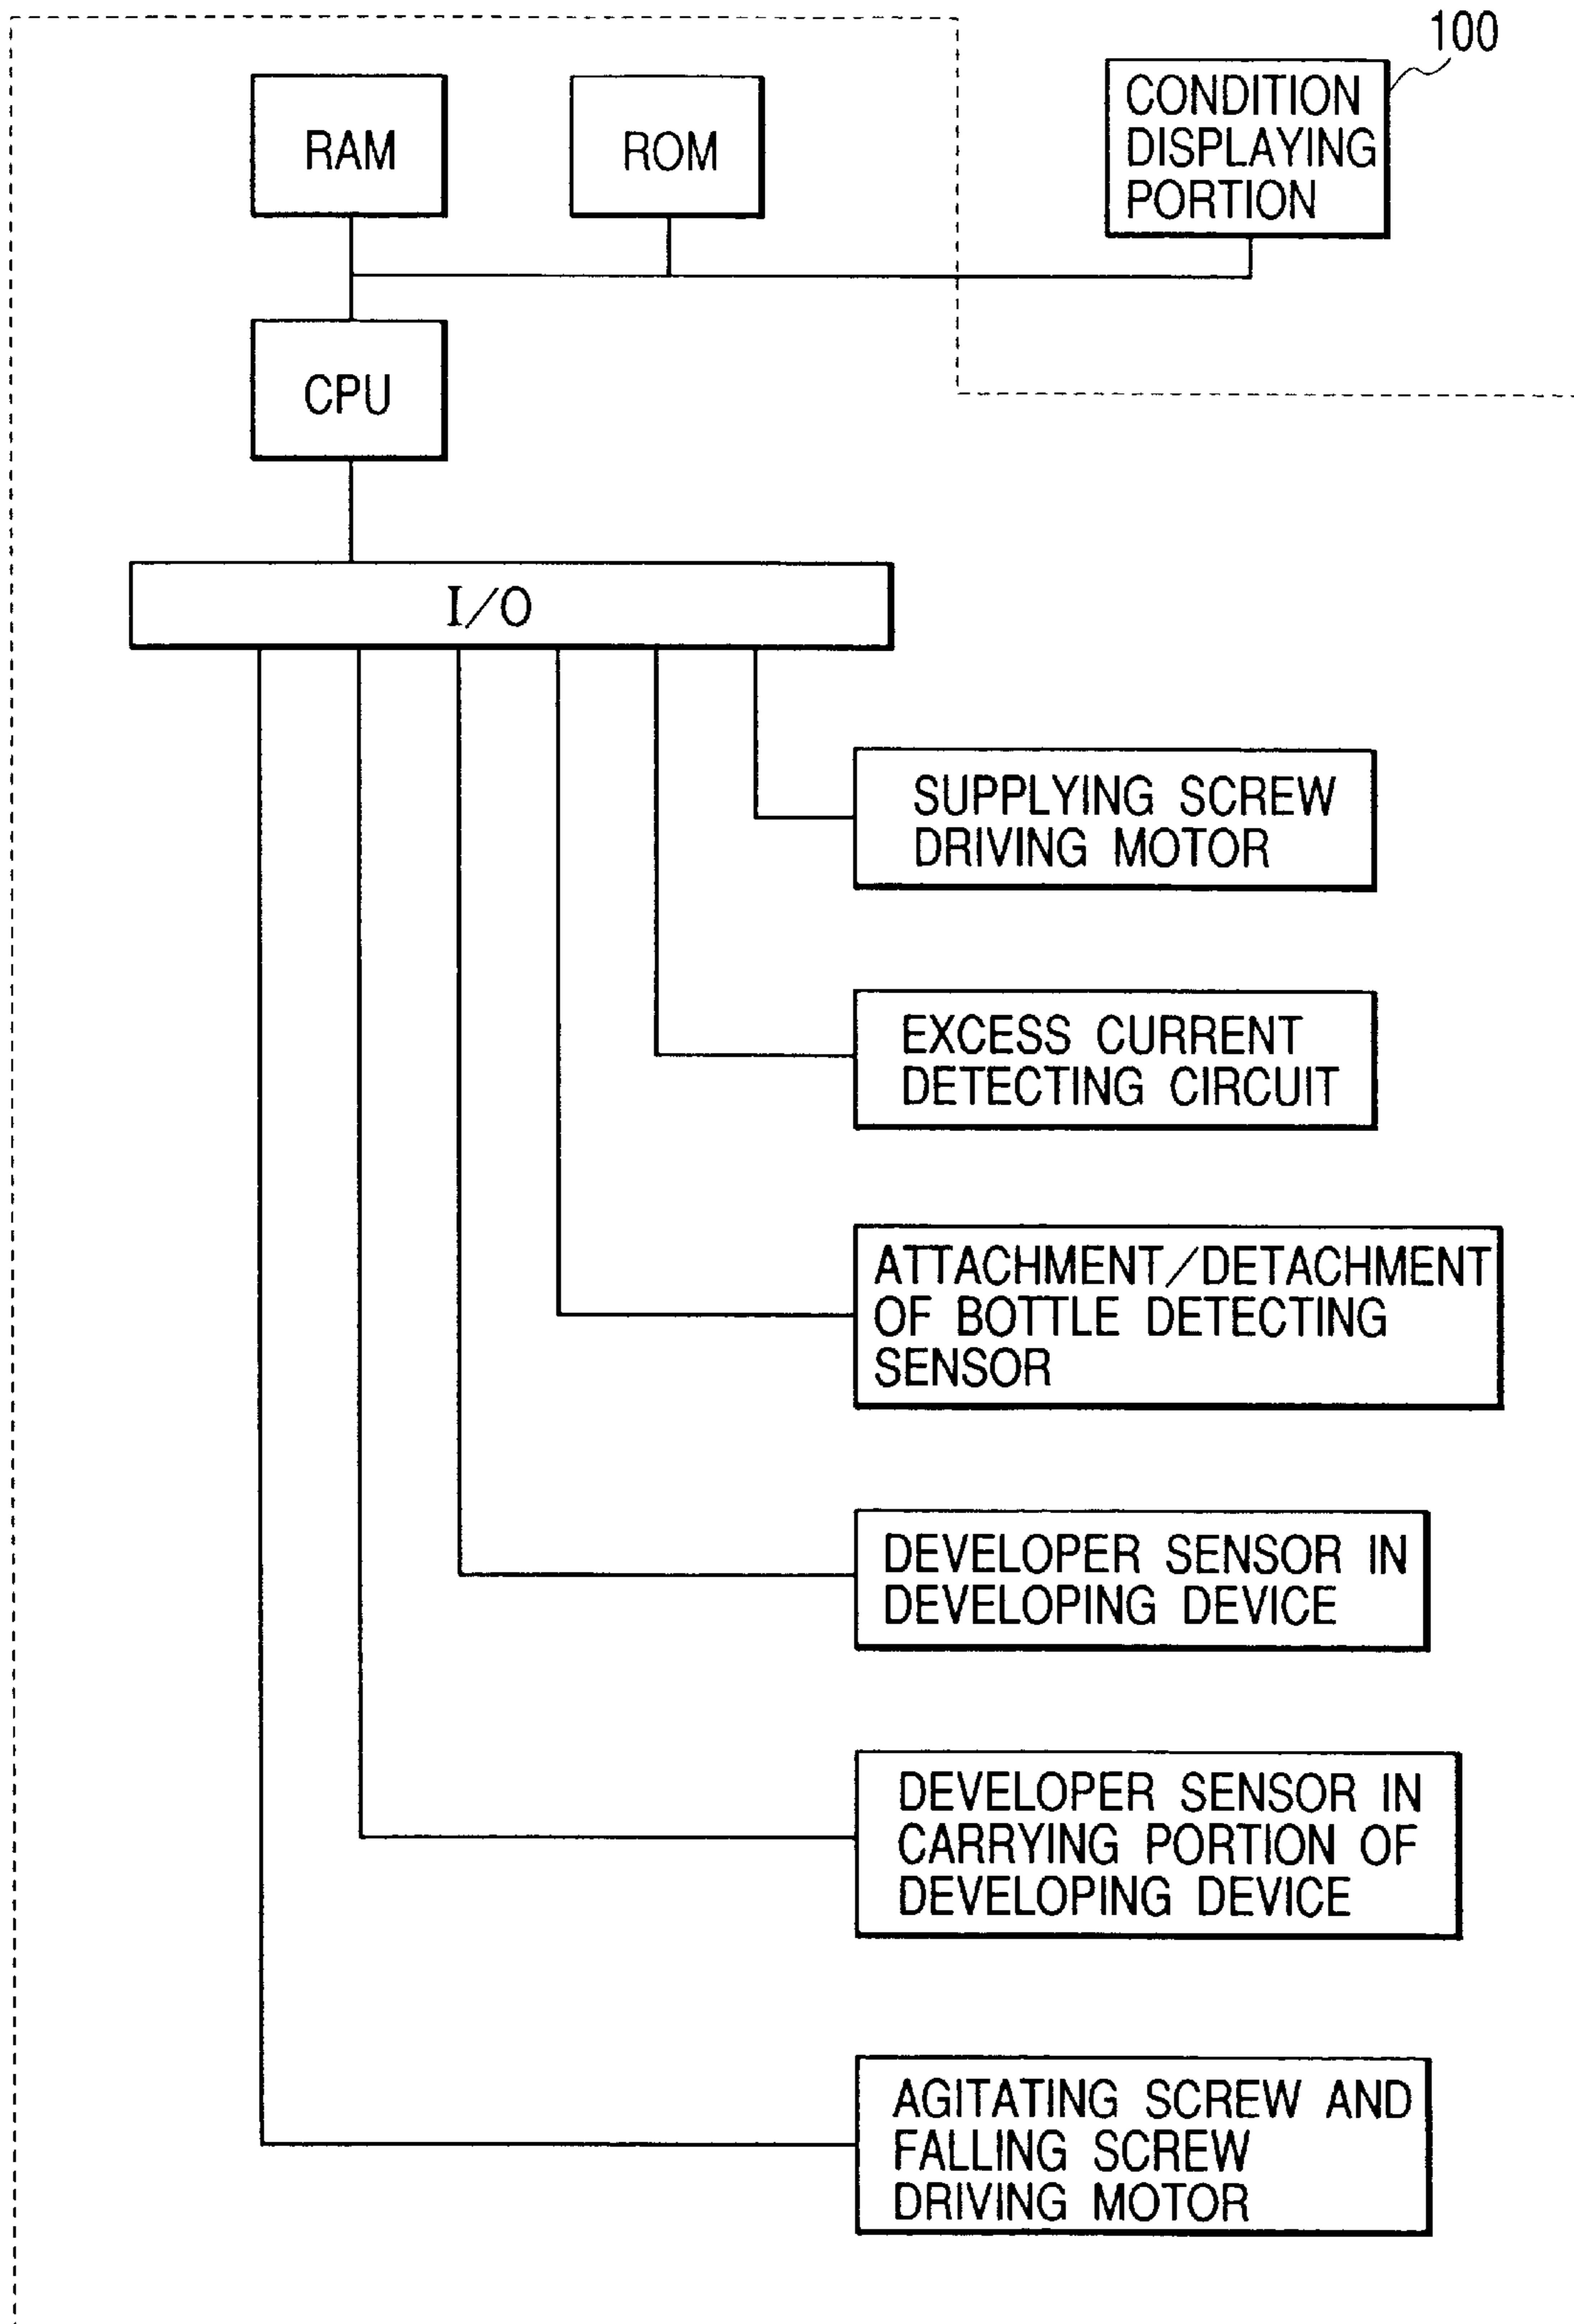 100
RAM
ROM
CONDITION
DISPLAYING
PORTION
CPU
I/O
SUPPLYING SCREW
DRIVING MOTOR
EXCESS CURRENT
DETECTING CIRCUIT
ATTACHMENT/DETACHMENT
OF BOTTLE DETECTING
SENSOR
DEVELOPER SENSOR IN
DEVELOPING DEVICE
DEVELOPER SENSOR IN
CARRYING PORTION OF
DEVELOPING DEVICE
AGITATING SCREW AND
FALLING SCREW
DRIVING MOTOR